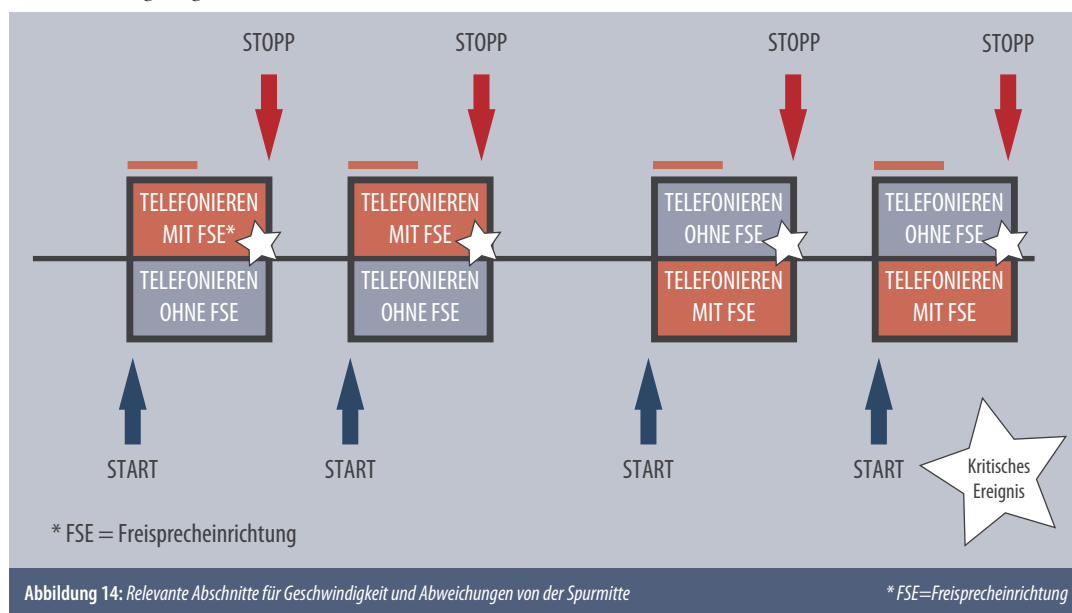 STOPP
STOPP
STOPP
STOPP
TELEFONIEREN
MIT FSE*
TELEFONIEREN
OHNE FSE
TELEFONIEREN
MIT FSE
TELEFONIEREN
OHNE FSE
TELEFONIEREN
OHNE FSE
TELEFONIEREN
MIT FSE
TELEFONIEREN
OHNE FSE
TELEFONIEREN
MIT FSE
START
START
START
START
Kritisches
Ereignis
* FSE = Freisprecheinrichtung
Abbildung 14: Relevante Abschnitte für Geschwindigkeit und Abweichungen von der Spurmitte
* FSE=Freisprecheinrichtung